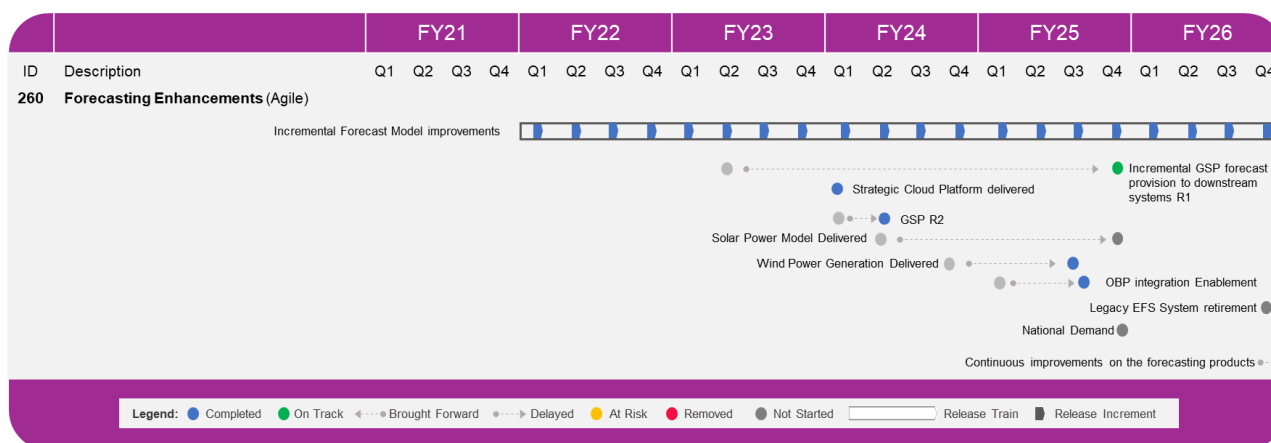 FY21 FY22 FY23 FY24 FY25 FY26
ID Description Q1 Q2 Q3 Q4 Q1 Q2 Q3 Q4 Q1 Q2 Q3 Q4 Q1 Q2 Q3 Q4 Q1 Q2 Q3 Q4 Q1 Q2 Q3 Q4
260 Forecasting Enhancements (Agile)
Incremental Forecast Model improvements
Incremental GSP forecast
provision to downstream
systems R1
Strategic Cloud Platform delivered
GSP R2
Solar Power Model Delivered
Wind Power Generation Delivered
OBP integration Enablement
Legacy EFS System retirement
National Demand
Continuous improvements on the forecasting products
Legend: Completed On Track Brought Forward Delayed At Risk Removed Not Started Release Train Release Increment